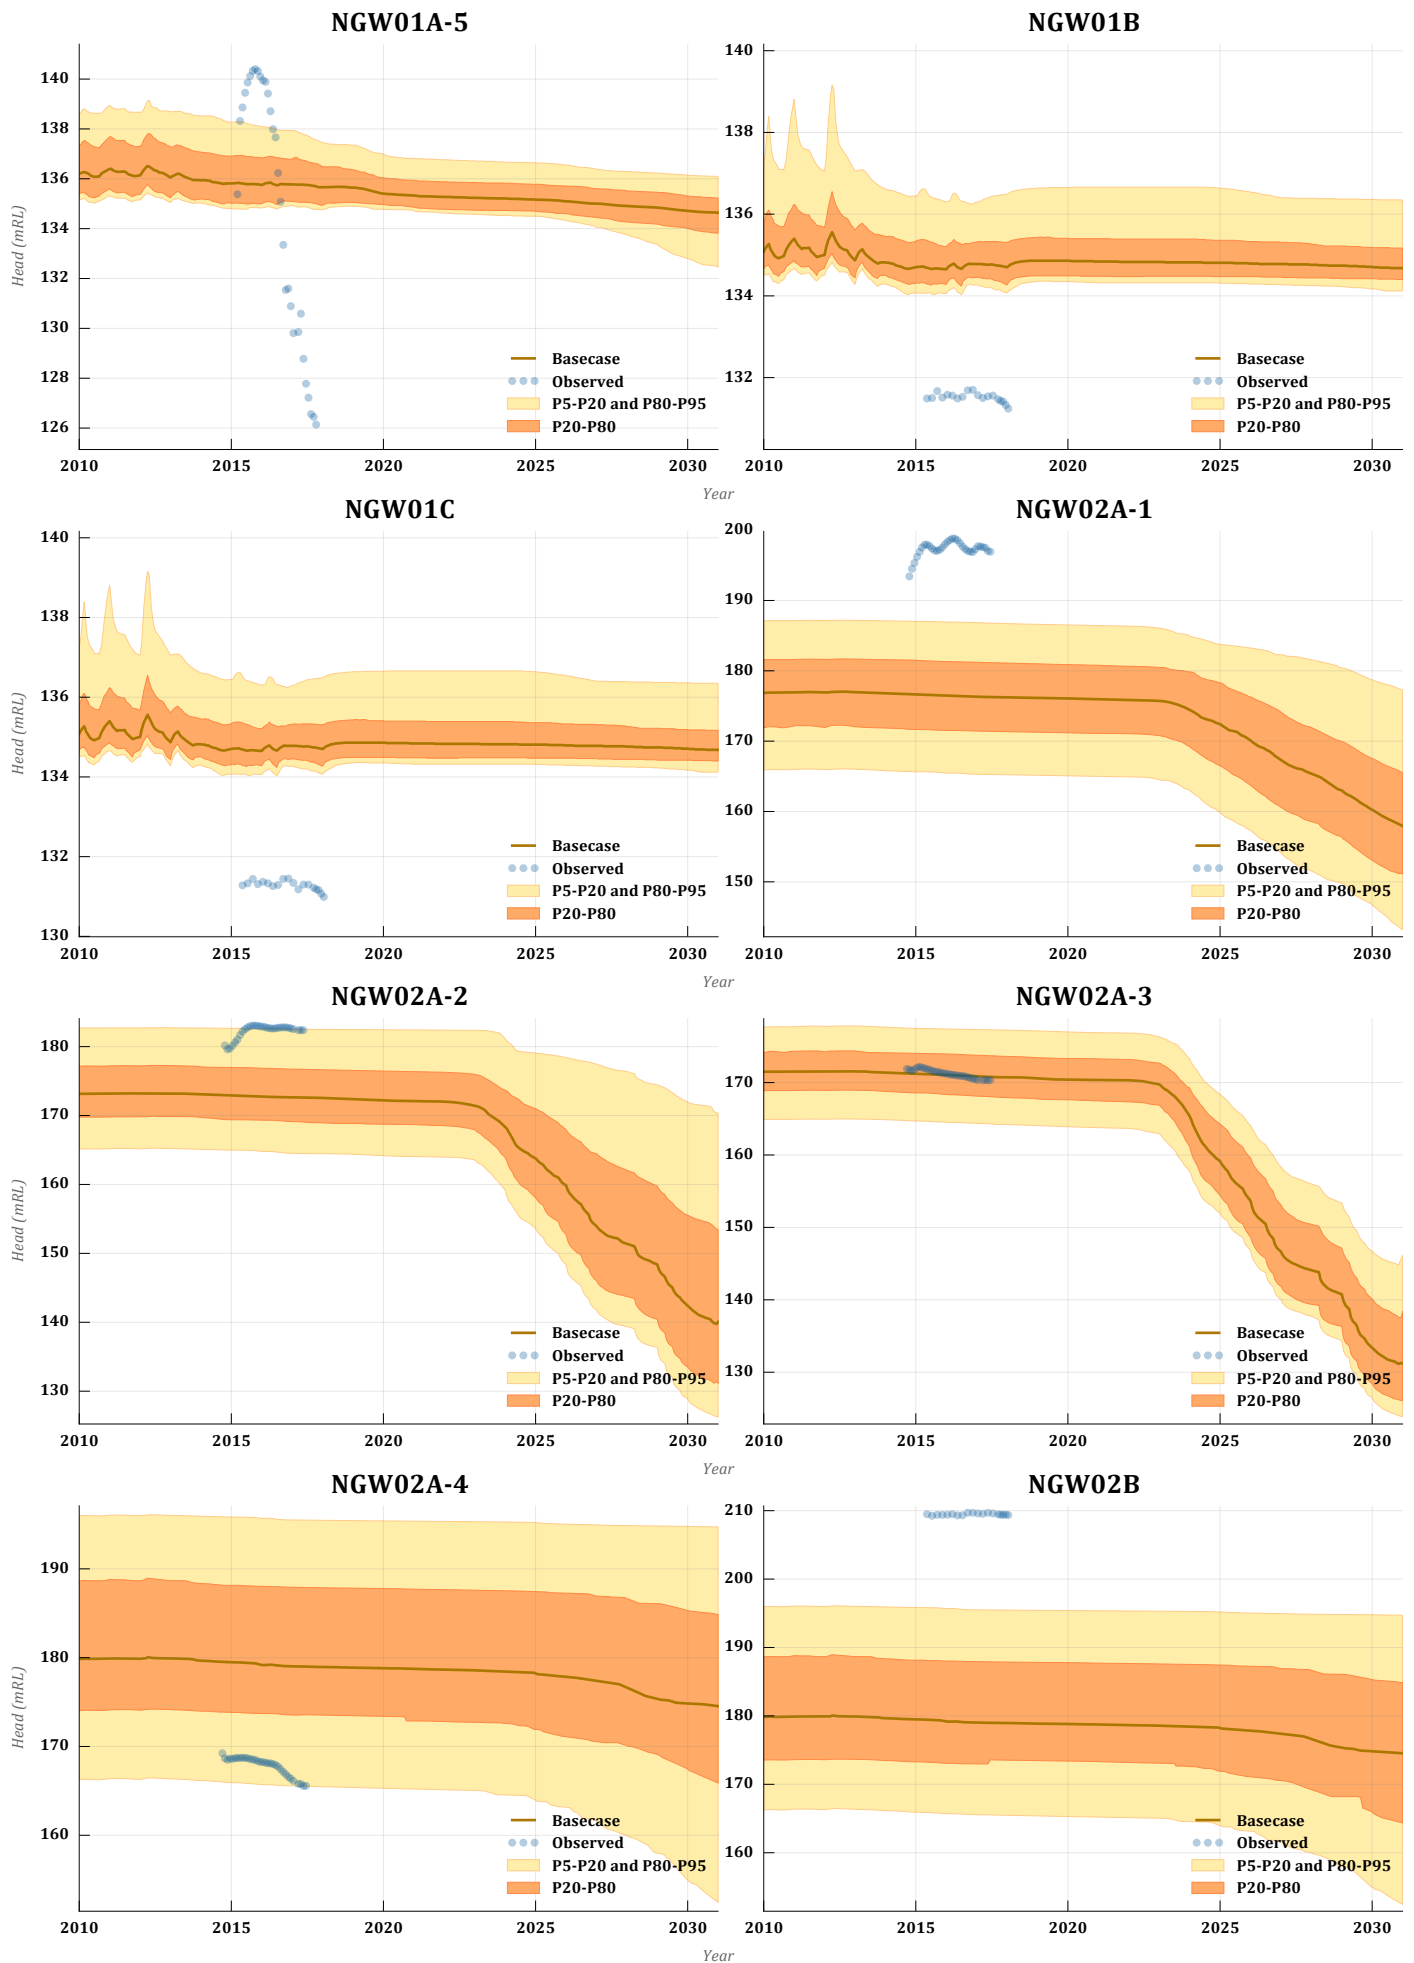 NGW01A-5
NGW01B
Head (mRL)
140
138
136
134
132
130
128
126
Basecase
Observed
P5-P20 and P80-P95
P20-P80
2010
2015
2020
2025
2030
140
138
136
134
132
Basecase
Observed
P5-P20 and P80-P95
P20-P80
2010
2015
2020
2025
2030
Year
NGW01C
NGW02A-1
Head (mRL)
140
138
136
134
132
130
Basecase
Observed
P5-P20 and P80-P95
P20-P80
2010
2015
2020
2025
2030
200
190
180
170
160
150
Basecase
Observed
P5-P20 and P80-P95
P20-P80
2010
2015
2020
2025
2030
Year
NGW02A-2
NGW02A-3
Head (mRL)
180
170
160
150
140
130
Basecase
Observed
P5-P20 and P80-P95
P20-P80
2010
2015
2020
2025
2030
170
160
150
140
130
Basecase
Observed
P5-P20 and P80-P95
P20-P80
2010
2015
2020
2025
2030
Year
NGW02A-4
NGW02B
Head (mRL)
190
180
170
160
Basecase
Observed
P5-P20 and P80-P95
P20-P80
2010
2015
2020
2025
2030
210
200
190
180
170
160
Basecase
Observed
P5-P20 and P80-P95
P20-P80
2010
2015
2020
2025
2030
Year